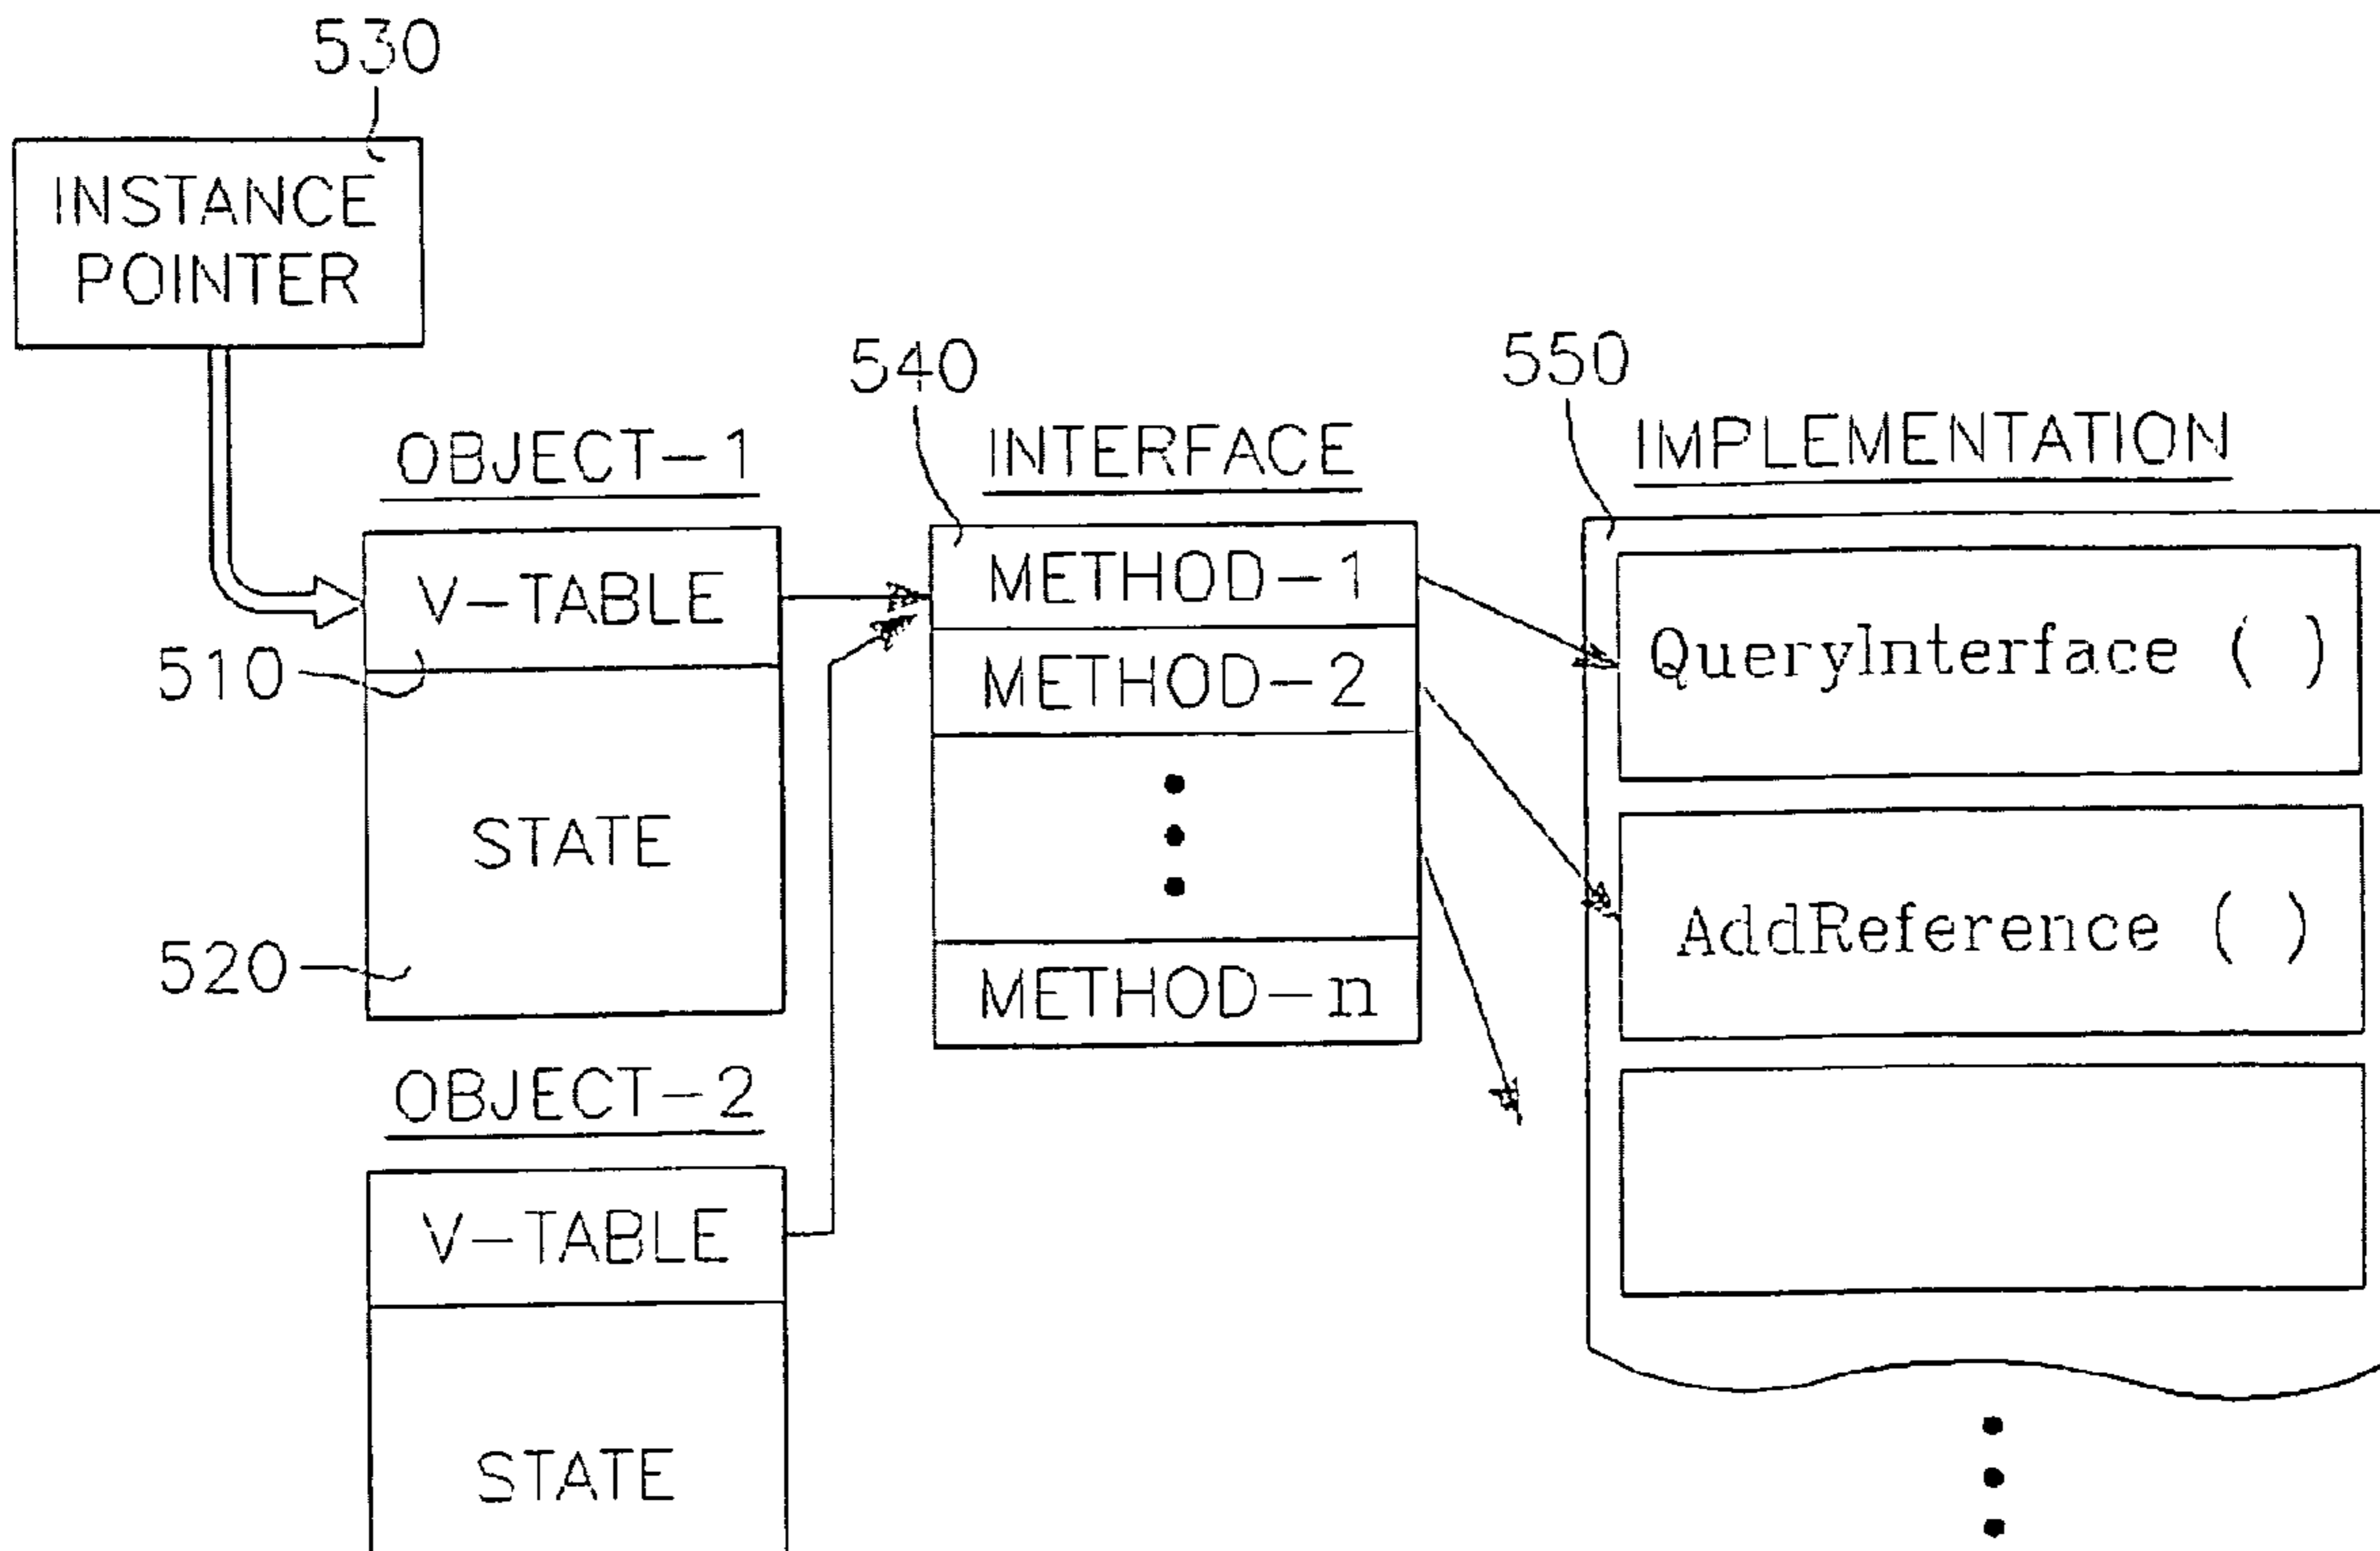 530
INSTANCE
POINTER
540
550
OBJECT-1
INTERFACE
IMPLEMENTATION
V-TABLE
METHOD-1
QueryInterface ( )
510
METHOD-2
STATE
AddReference ( )
520
METHOD-n
OBJECT-2
V-TABLE
STATE